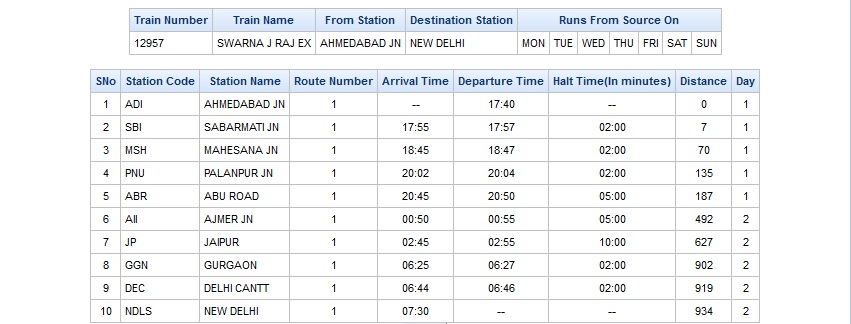 Train Number Train Name From Station Destination Station Runs From Source On
12957 SWARNA J RAJ EX AHMEDABAD JN NEW DELHI MON TUE WED THU FRI SAT SUN
SNo Station Code Station Name Route Number Arrival Time Departure Time Halt Time(In minutes) Distance Day
1 ADI AHMEDABAD JN 1 -- 17:40 -- 0 1
2 SBI SABARMATI JN 1 17:55 17:57 02:00 7 1
3 MSH MAHESANA JN 1 18:45 18:47 02:00 70 1
4 PNU PALANPUR JN 1 20:02 20:04 02:00 135 1
5 ABR ABU ROAD 1 20:45 20:50 05:00 187 1
6 AII AJMER JN 1 00:50 00:55 05:00 492 2
7 JP JAIPUR 1 02:45 02:55 10:00 627 2
8 GGN GURGAON 1 06:25 06:27 02:00 902 2
9 DEC DELHI CANTT 1 06:44 06:46 02:00 919 2
10 NDLS NEW DELHI 1 07:30 -- -- 934 2